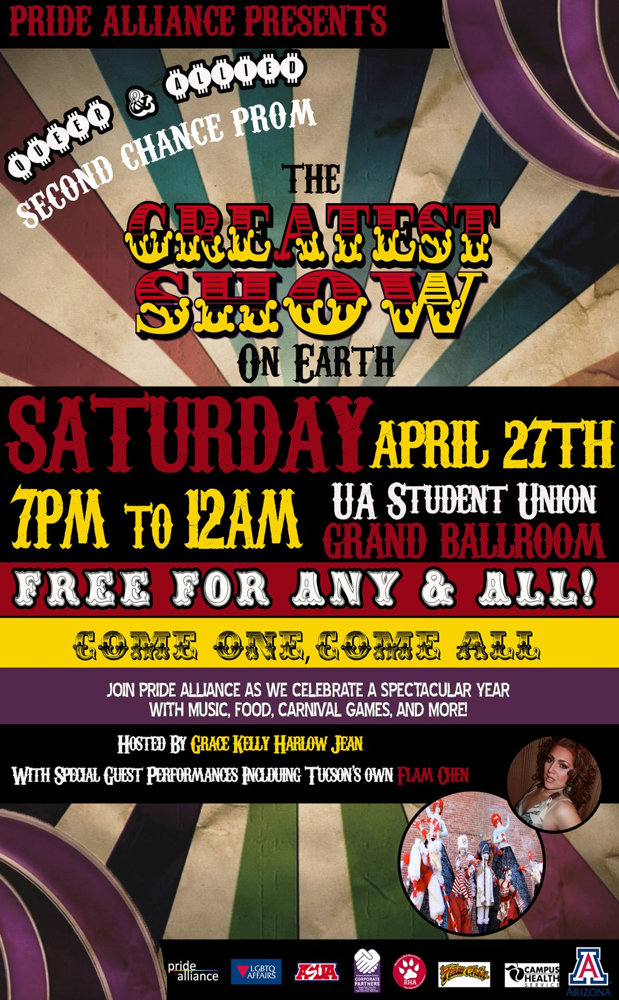 PRIDE ALLIANCE PRESENTS
QUEER & ALLIED
SECOND CHANCE PROM
THE
GREATEST
SHOW
ON EARTH
SATURDAY APRIL 27TH
7PM TO 12AM
UA STUDENT UNION
GRAND BALLROOM
FREE FOR ANY & ALL!
COME ONE, COME ALL
JOIN PRIDE ALLIANCE AS WE CELEBRATE A SPECTACULAR YEAR
WITH MUSIC, FOOD, CARNIVAL GAMES, AND MORE!
HOSTED BY GRACE KELLY HARLOW JEAN
WITH SPECIAL GUEST PERFORMANCES INCLDUING TUCSON'S OWN FLAM CHEN
pride
alliance
LGBTQ
AFFAIRS
ASUA
CORPORATE
PARTNERS
RHA
Flam Chen
CAMPUS
HEALTH
SERVICE
A
ARIZONA